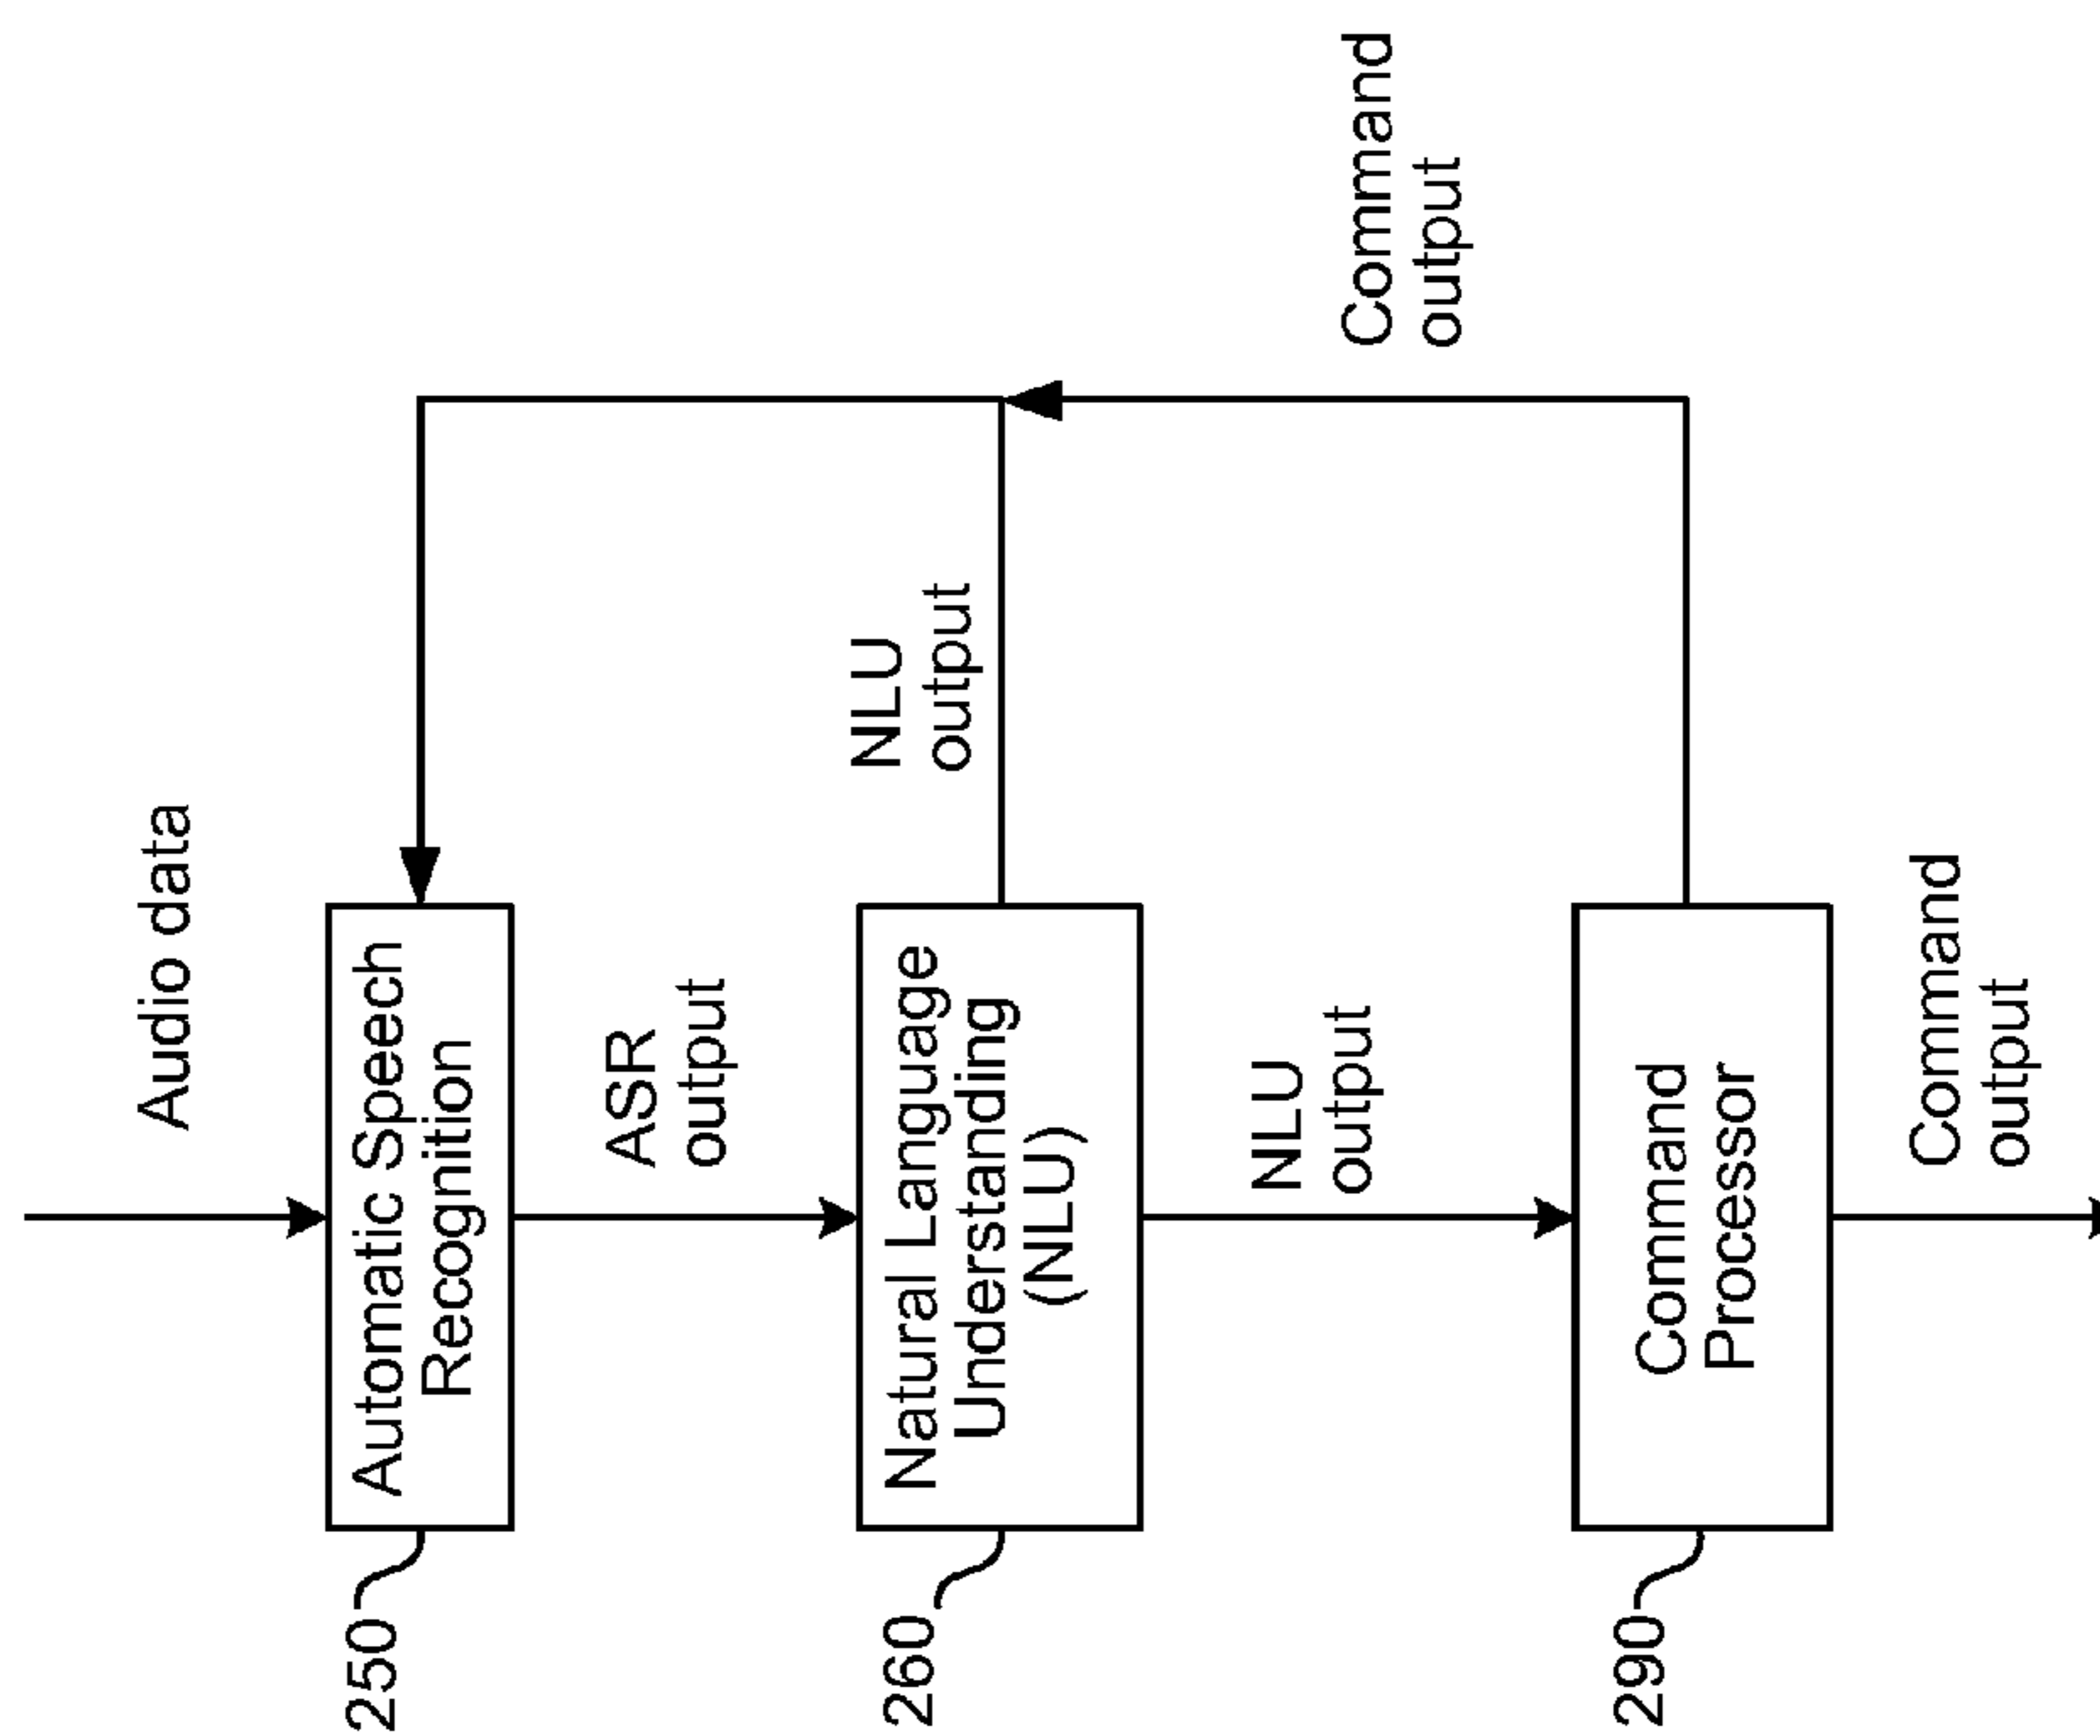 Audio data
250
Automatic Speech
Recognition
ASR
output
260
Natural Language
Understanding
(NLU)
NLU
output
NLU
output
290
Command
Processor
Command
output
Command
output